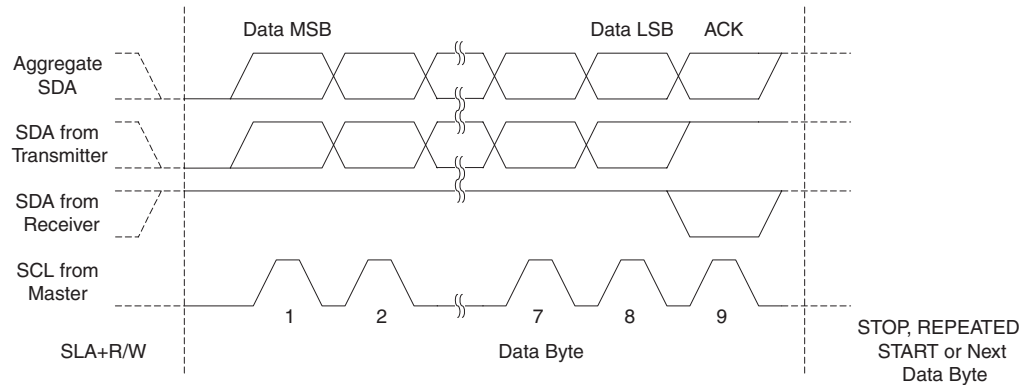 Data MSB
Data LSB
ACK
Aggregate
SDA
SDA from
Transmitter
SDA from
Receiver
SCL from
Master
1
2
7
8
9
SLA+R/W
Data Byte
STOP, REPEATED
START or Next
Data Byte